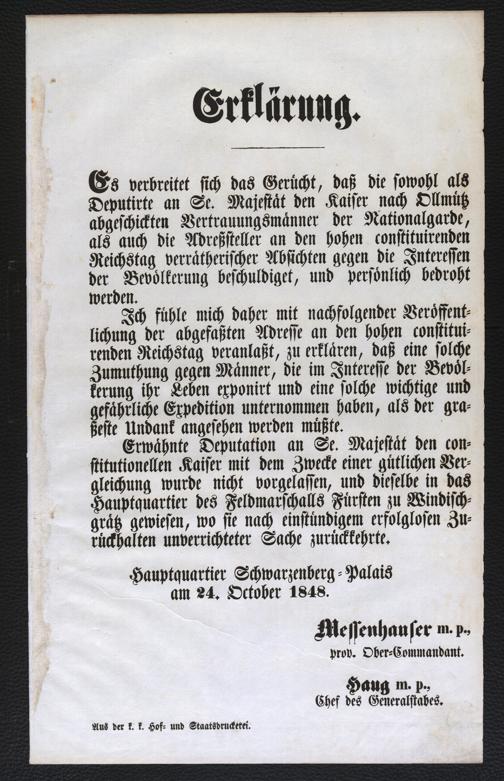 Erklärung.
Es verbreitet sich das Gerücht, daß die sowohl als
Deputirte an Se. Majestät den Kaiser nach Ollmütz
abgeschickten Vertrauungsmänner der Nationalgarde,
als auch die Adreßsteller an den hohen constituirenden
Reichstag verrätherischer Absichten gegen die Interessen
der Bevölkerung beschuldiget, und persönlich bedroht
werden.
Ich fühle mich daher mit nachfolgender Veröffent-
lichung der abgefaßten Adresse an den hohen constitui-
renden Reichstag veranlaßt, zu erklären, daß eine solche
Zumuthung gegen Männer, die im Interesse der Bevöl-
kerung ihr Leben exponirt und eine solche wichtige und
gefährliche Expedition unternommen haben, als der gra-
ßeste Undank angesehen werden müßte.
Erwähnte Deputation an Se. Majestät den con-
stitutionellen Kaiser mit dem Zwecke einer gütlichen Ver-
gleichung wurde nicht vorgelassen, und dieselbe in das
Hauptquartier des Feldmarschalls Fürsten zu Windisch-
grätz gewiesen, wo sie nach einstündigem erfolglosen Zu-
rückhalten unverrichteter Sache zurückkehrte.
Hauptquartier Schwarzenberg-Palais
am 24. October 1848.
Messenhauser m. p.,
prov. Ober-Commandant.
Haug m. p.,
Chef des Generalstabes.
Aus der k. k. Hof- und Staatsdruckerei.